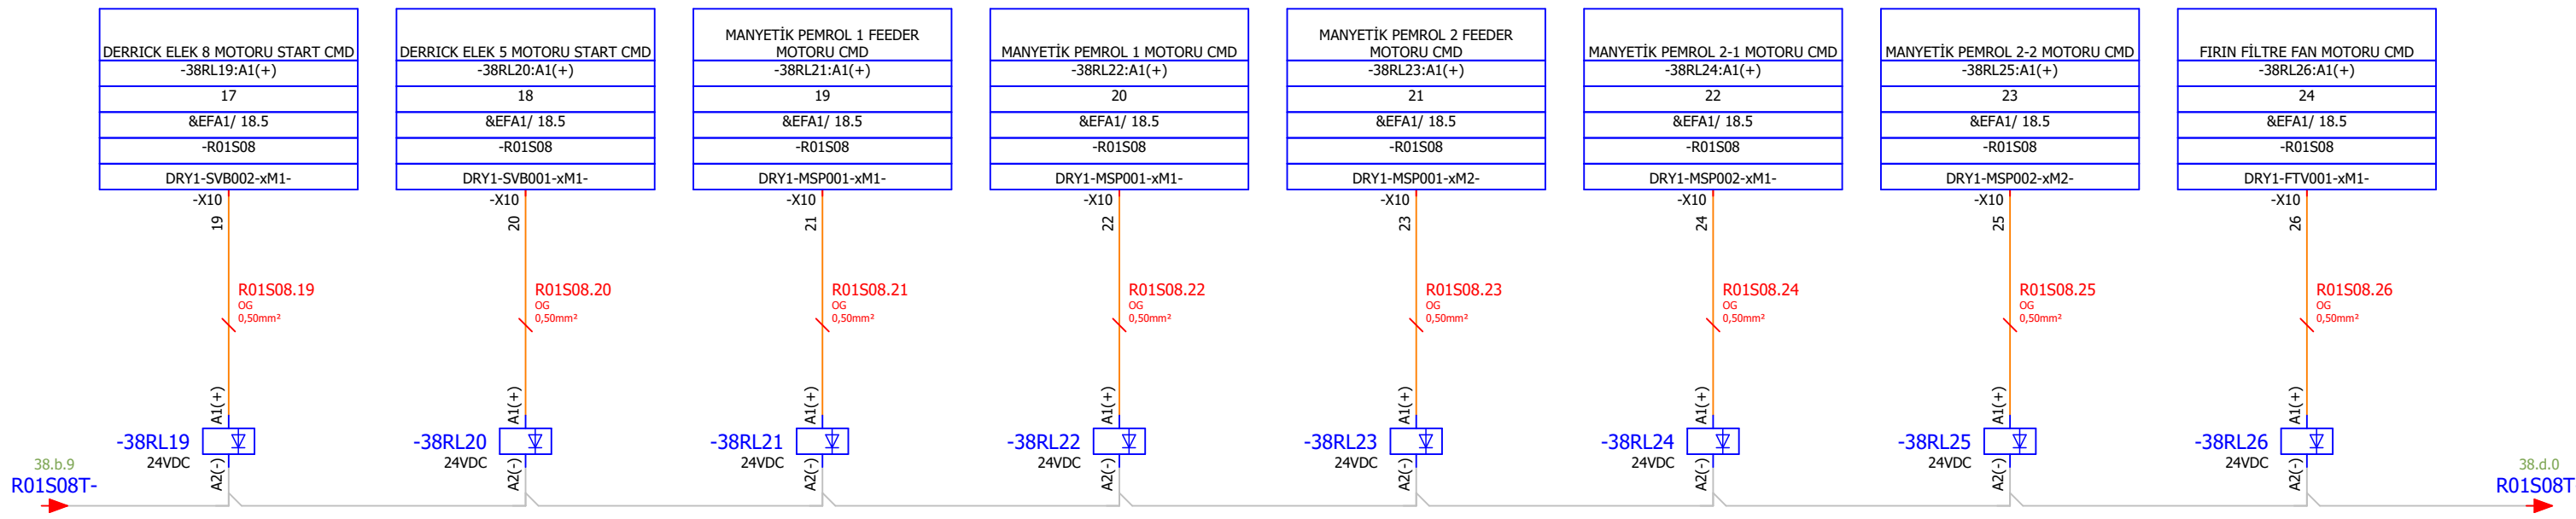 DERRICK ELEK 8 MOTORU START CMD
-38RL19:A1(+)
17
&EFA1/ 18.5
-R01S08
DRY1-SVB002-xM1-
-X10
19
R01S08.19
OG
0,50mm²
A1(+)
-38RL19
24VDC
A2(-)
DERRICK ELEK 5 MOTORU START CMD
-38RL20:A1(+)
18
&EFA1/ 18.5
-R01S08
DRY1-SVB001-xM1-
-X10
20
R01S08.20
OG
0,50mm²
A1(+)
-38RL20
24VDC
A2(-)
MANYETİK PEMROL 1 FEEDER
MOTORU CMD
-38RL21:A1(+)
19
&EFA1/ 18.5
-R01S08
DRY1-MSP001-xM1-
-X10
21
R01S08.21
OG
0,50mm²
A1(+)
-38RL21
24VDC
A2(-)
MANYETİK PEMROL 1 MOTORU CMD
-38RL22:A1(+)
20
&EFA1/ 18.5
-R01S08
DRY1-MSP001-xM1-
-X10
22
R01S08.22
OG
0,50mm²
A1(+)
-38RL22
24VDC
A2(-)
MANYETİK PEMROL 2 FEEDER
MOTORU CMD
-38RL23:A1(+)
21
&EFA1/ 18.5
-R01S08
DRY1-MSP001-xM2-
-X10
23
R01S08.23
OG
0,50mm²
A1(+)
-38RL23
24VDC
A2(-)
MANYETİK PEMROL 2-1 MOTORU CMD
-38RL24:A1(+)
22
&EFA1/ 18.5
-R01S08
DRY1-MSP002-xM1-
-X10
24
R01S08.24
OG
0,50mm²
A1(+)
-38RL24
24VDC
A2(-)
MANYETİK PEMROL 2-2 MOTORU CMD
-38RL25:A1(+)
23
&EFA1/ 18.5
-R01S08
DRY1-MSP002-xM2-
-X10
25
R01S08.25
OG
0,50mm²
A1(+)
-38RL25
24VDC
A2(-)
FIRIN FİLTRE FAN MOTORU CMD
-38RL26:A1(+)
24
&EFA1/ 18.5
-R01S08
DRY1-FTV001-xM1-
-X10
26
R01S08.26
OG
0,50mm²
A1(+)
-38RL26
24VDC
A2(-)
38.b.9
R01S08T-
38.d.0
R01S08T